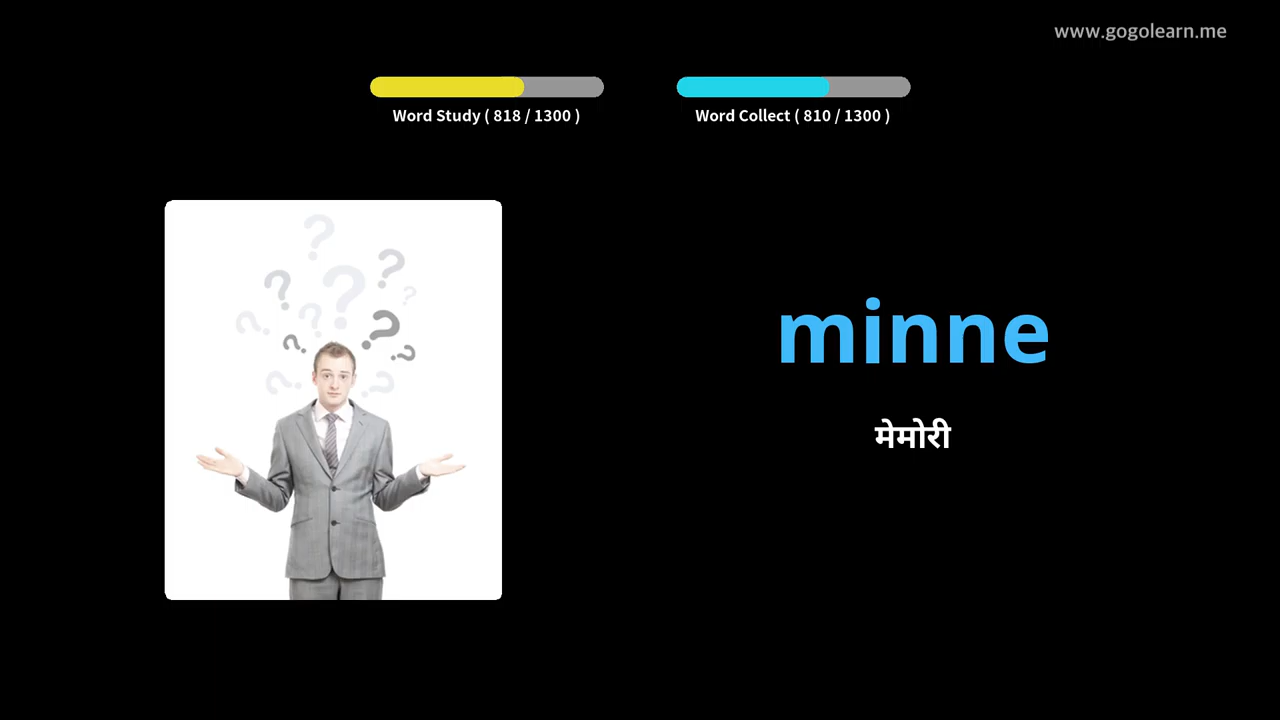 www.gogolearn.me
Word Study ( 818 / 1300 )
Word Collect ( 810 / 1300 )
minne
मेमोरी